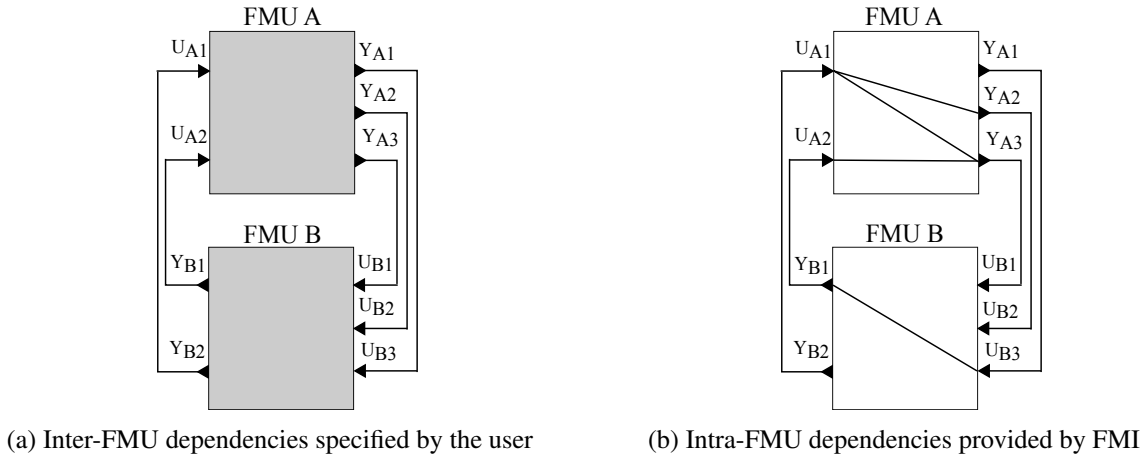 FMU A
UA1
YA1
YA2
UA2
YA3
FMU B
YB1
UB1
UB2
YB2
UB3
(a) Inter-FMU dependencies specified by the user
FMU A
UA1
YA1
YA2
UA2
YA3
FMU B
YB1
UB1
UB2
YB2
UB3
(b) Intra-FMU dependencies provided by FMI